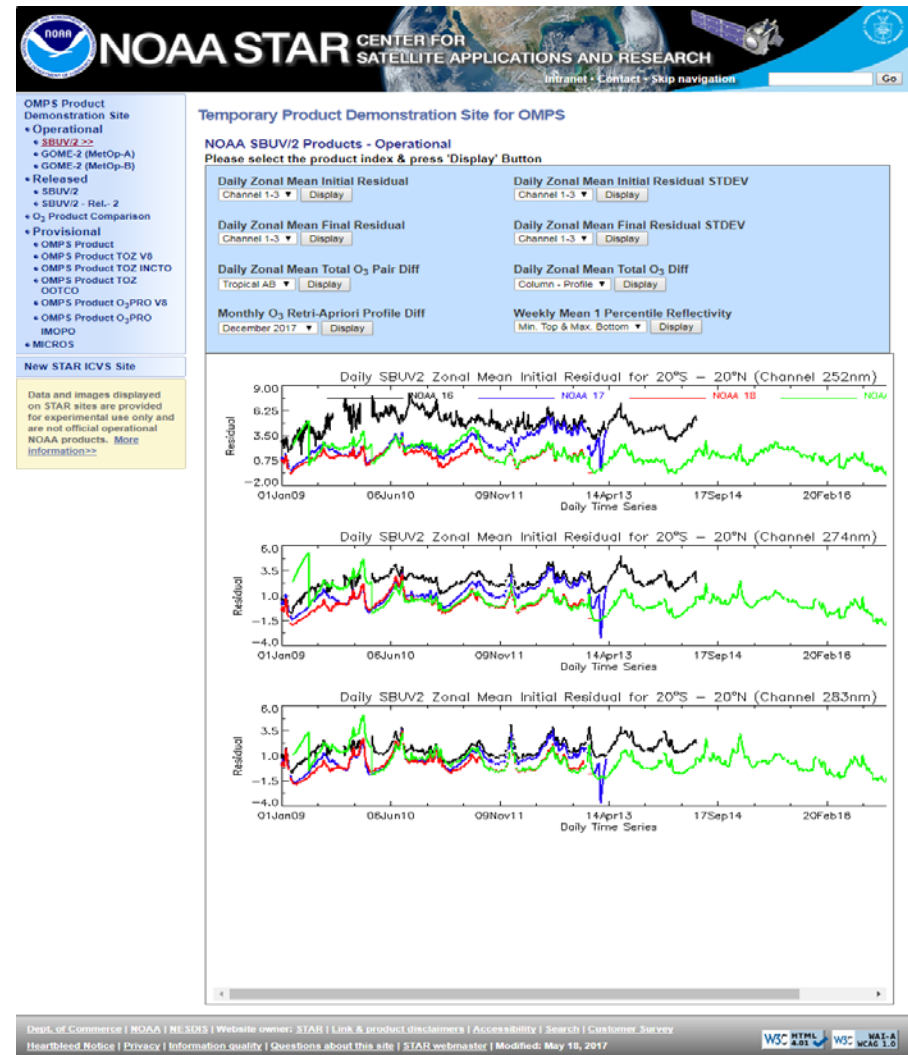 NOAA
NOAA STAR CENTER FOR
SATELLITE APPLICATIONS AND RESEARCH
Intranet • Contact • Skip navigation
Go
OMPS Product
Demonstration Site
• Operational
• SBUV/2 >>
• GOME-2 (MetOp-A)
• GOME-2 (MetOp-B)
• Released
• SBUV/2
• SBUV/2 - Rel.- 2
• O3 Product Comparison
• Provisional
• OMPS Product
• OMPS Product TOZ V8
• OMPS Product TOZ INCTO
• OMPS Product TOZ
OOTCO
• OMPS Product O3PRO V8
• OMPS Product O3PRO
IMOPO
• MICROS
New STAR ICVS Site
Data and images displayed
on STAR sites are provided
for experimental use only and
are not official operational
NOAA products. More
information>>
Temporary Product Demonstration Site for OMPS
NOAA SBUV/2 Products - Operational
Please select the product index & press 'Display' Button
Daily Zonal Mean Initial Residual
Channel 1-3 ▼ Display
Daily Zonal Mean Initial Residual STDEV
Channel 1-3 ▼ Display
Daily Zonal Mean Final Residual
Channel 1-3 ▼ Display
Daily Zonal Mean Final Residual STDEV
Channel 1-3 ▼ Display
Daily Zonal Mean Total O3 Pair Diff
Tropical AB ▼ Display
Daily Zonal Mean Total O3 Diff
Column - Profile ▼ Display
Monthly O3 Retri-Apriori Profile Diff
December 2017 ▼ Display
Weekly Mean 1 Percentile Reflectivity
Min. Top & Max. Bottom ▼ Display
Daily SBUV2 Zonal Mean Initial Residual for 20°S – 20°N (Channel 252nm)
NOAA 16 NOAA 17 NOAA 18 NOAA
9.00
6.25
3.50
0.75
−2.00
Residual
01Jan09 06Jun10 09Nov11 14Apr13 17Sep14 20Feb16
Daily Time Series
Daily SBUV2 Zonal Mean Initial Residual for 20°S – 20°N (Channel 274nm)
6.0
3.5
1.0
−1.5
−4.0
Residual
01Jan09 06Jun10 09Nov11 14Apr13 17Sep14 20Feb16
Daily Time Series
Daily SBUV2 Zonal Mean Initial Residual for 20°S – 20°N (Channel 283nm)
6.0
3.5
1.0
−1.5
−4.0
Residual
01Jan09 06Jun10 09Nov11 14Apr13 17Sep14 20Feb16
Daily Time Series
Dept. of Commerce | NOAA | NESDIS | Website owner: STAR | Link & product disclaimers | Accessibility | Search | Customer Survey
Heartbleed Notice | Privacy | Information quality | Questions about this site | STAR webmaster | Modified: May 18, 2017
W3C HTML 4.01
W3C WAI-A WCAG 1.0